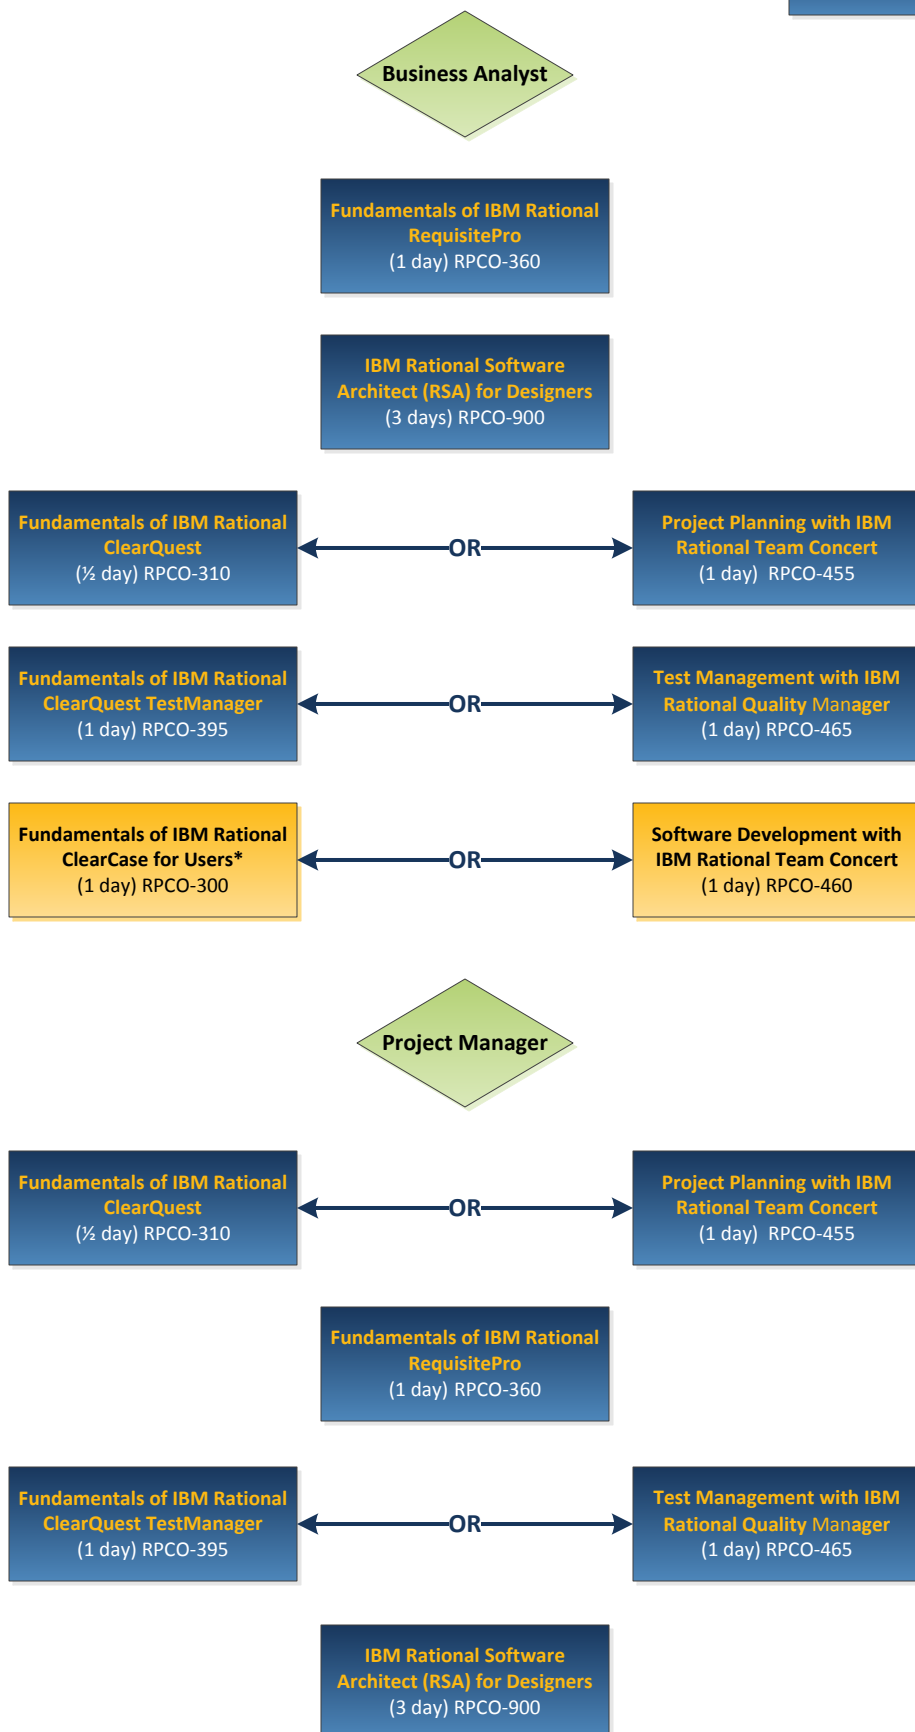 Business Analyst
Fundamentals of IBM Rational
RequisitePro
(1 day) RPCO-360
IBM Rational Software
Architect (RSA) for Designers
(3 days) RPCO-900
Fundamentals of IBM Rational
ClearQuest
(½ day) RPCO-310
OR
Project Planning with IBM
Rational Team Concert
(1 day)  RPCO-455
Fundamentals of IBM Rational
ClearQuest TestManager
(1 day) RPCO-395
OR
Test Management with IBM
Rational Quality Manager
(1 day) RPCO-465
Fundamentals of IBM Rational
ClearCase for Users*
(1 day) RPCO-300
OR
Software Development with
IBM Rational Team Concert
(1 day) RPCO-460
Project Manager
Fundamentals of IBM Rational
ClearQuest
(½ day) RPCO-310
OR
Project Planning with IBM
Rational Team Concert
(1 day)  RPCO-455
Fundamentals of IBM Rational
RequisitePro
(1 day) RPCO-360
Fundamentals of IBM Rational
ClearQuest TestManager
(1 day) RPCO-395
OR
Test Management with IBM
Rational Quality Manager
(1 day) RPCO-465
IBM Rational Software
Architect (RSA) for Designers
(3 day) RPCO-900